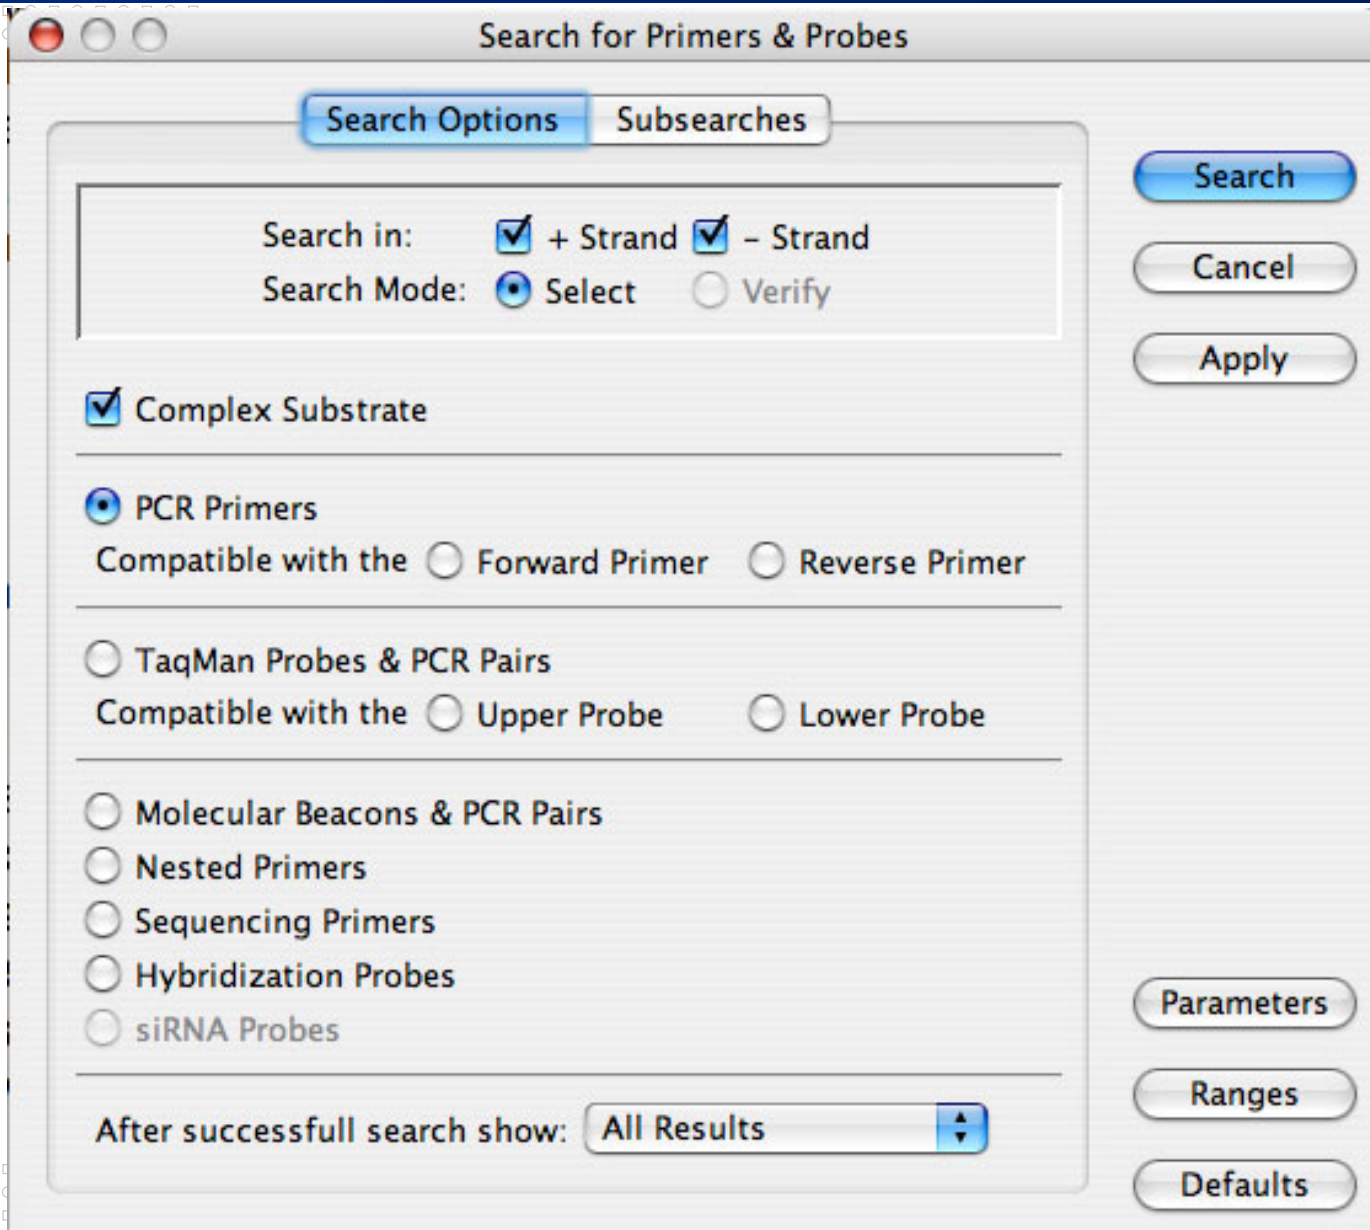 Search for Primers & Probes
Search Options Subsearches
Search
Search in: + Strand – Strand
Cancel
Search Mode: Select Verify
Apply
Complex Substrate
PCR Primers
Compatible with the Forward Primer Reverse Primer
TaqMan Probes & PCR Pairs
Compatible with the Upper Probe Lower Probe
Molecular Beacons & PCR Pairs
Nested Primers
Sequencing Primers
Hybridization Probes
Parameters
siRNA Probes
Ranges
After successfull search show: All Results
Defaults